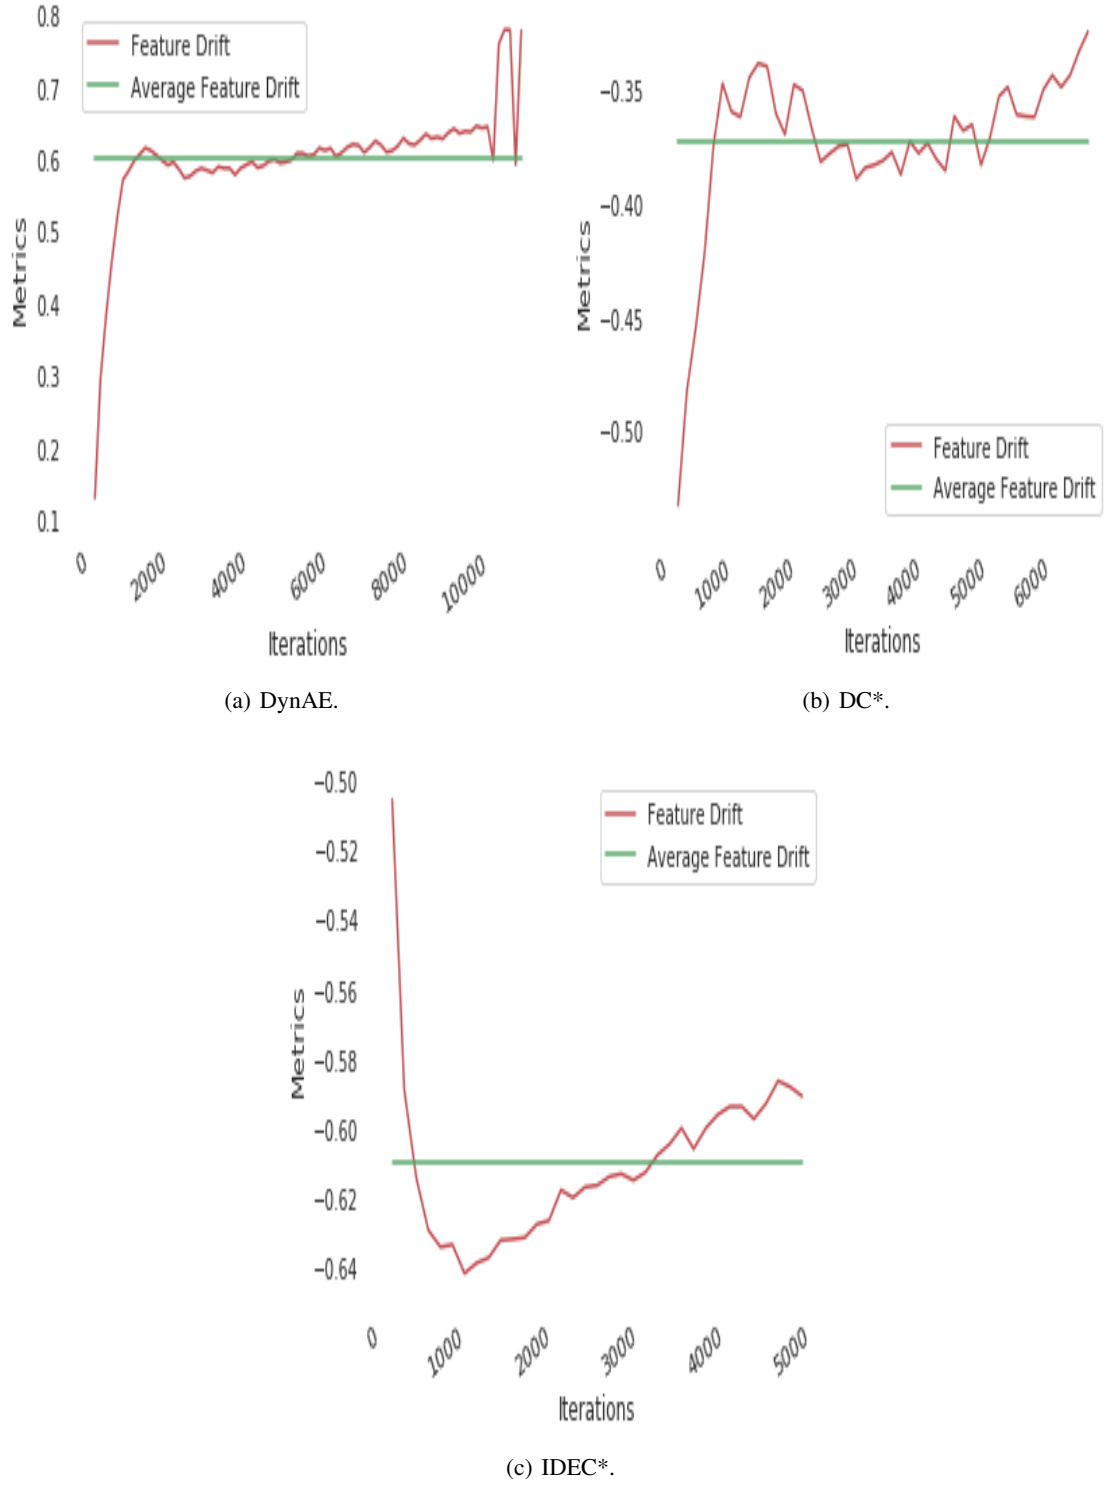 0.8
0.7
0.6
0.5
0.4
0.3
0.2
0.1
Metrics
Feature Drift
Average Feature Drift
0 2000 4000 6000 8000 10000
Iterations
(a) DynAE.
−0.35
−0.40
−0.45
−0.50
Metrics
Feature Drift
Average Feature Drift
0 1000 2000 3000 4000 5000 6000
Iterations
(b) DC*.
−0.50
−0.52
−0.54
−0.56
−0.58
−0.60
−0.62
−0.64
Metrics
Feature Drift
Average Feature Drift
0 1000 2000 3000 4000 5000
Iterations
(c) IDEC*.